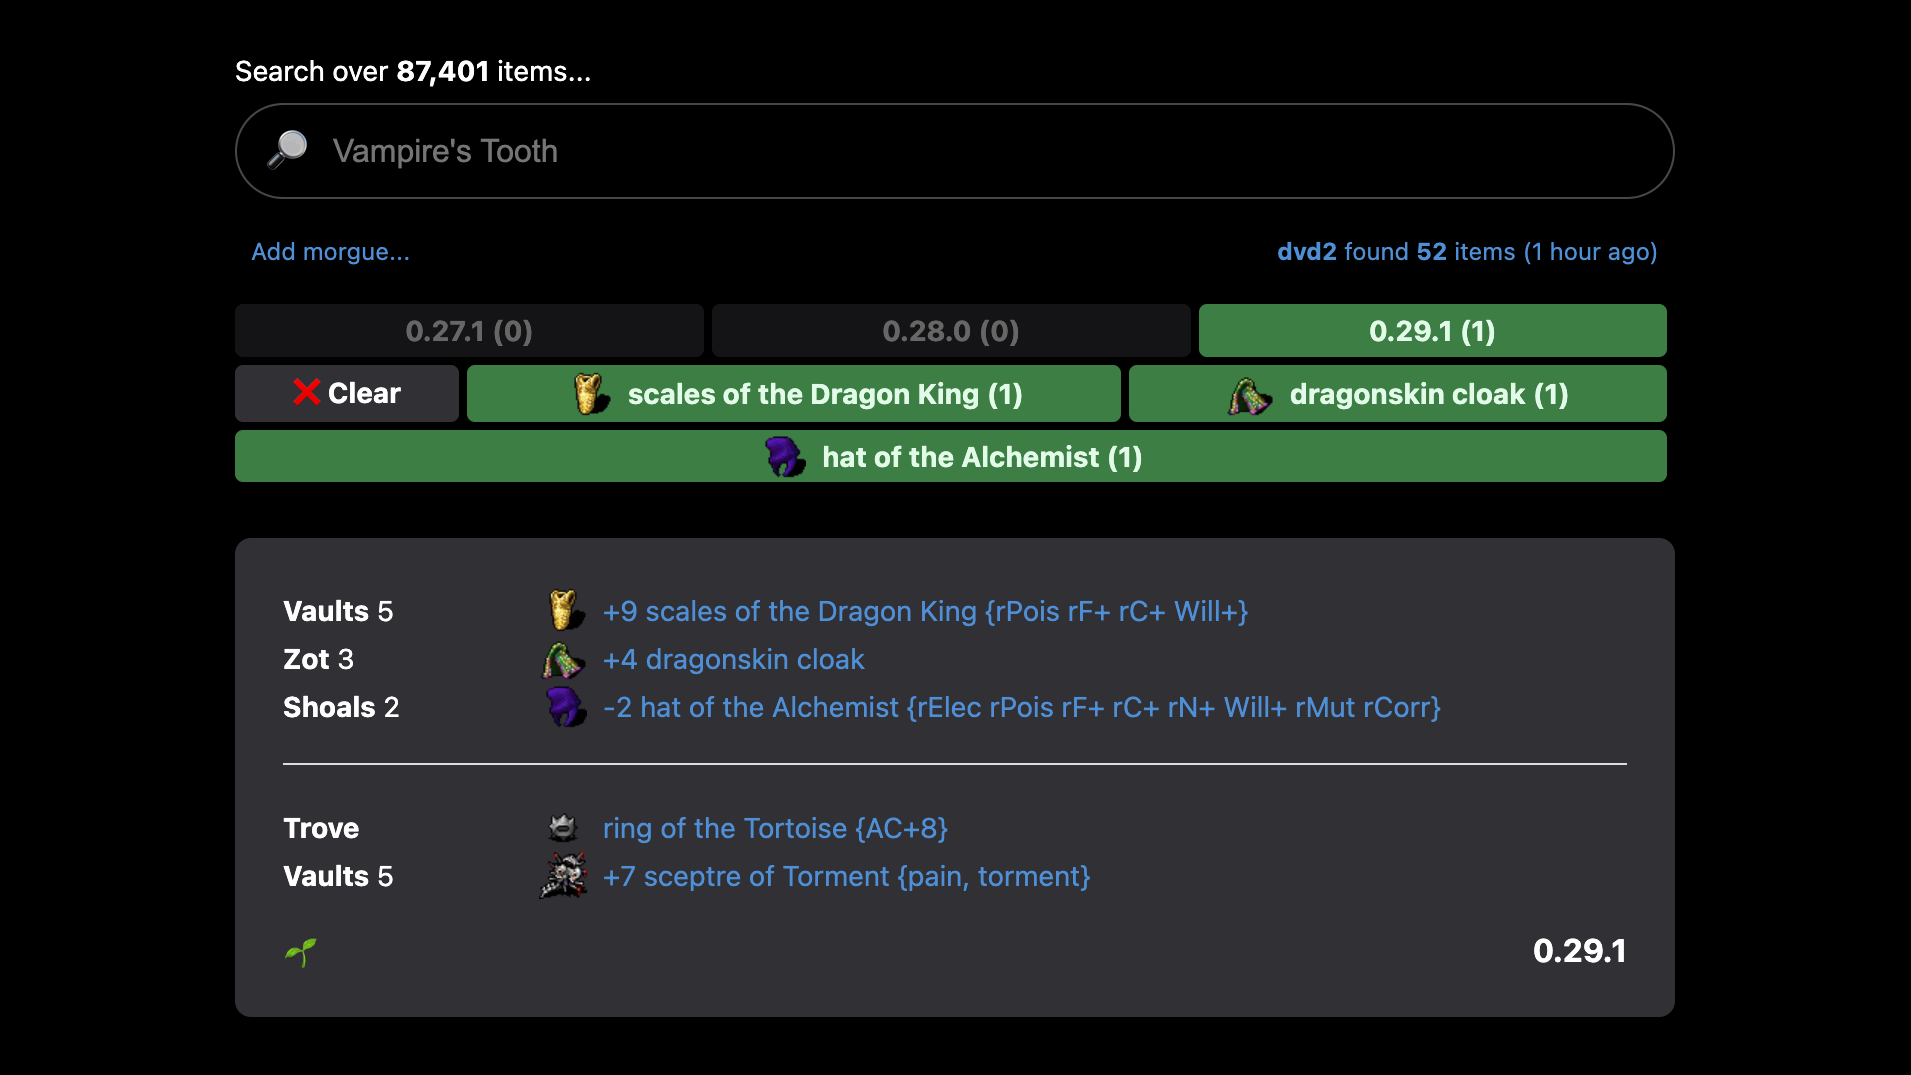 Search over 87,401 items...
Vampire's Tooth
Add morgue...
dvd2 found 52 items (1 hour ago)
0.27.1 (0)
0.28.0 (0)
0.29.1 (1)
Clear
scales of the Dragon King (1)
dragonskin cloak (1)
hat of the Alchemist (1)
Vaults 5 +9 scales of the Dragon King {rPois rF+ rC+ Will+}
Zot 3 +4 dragonskin cloak
Shoals 2 -2 hat of the Alchemist {rElec rPois rF+ rC+ rN+ Will+ rMut rCorr}
Trove ring of the Tortoise {AC+8}
Vaults 5 +7 sceptre of Torment {pain, torment}
0.29.1